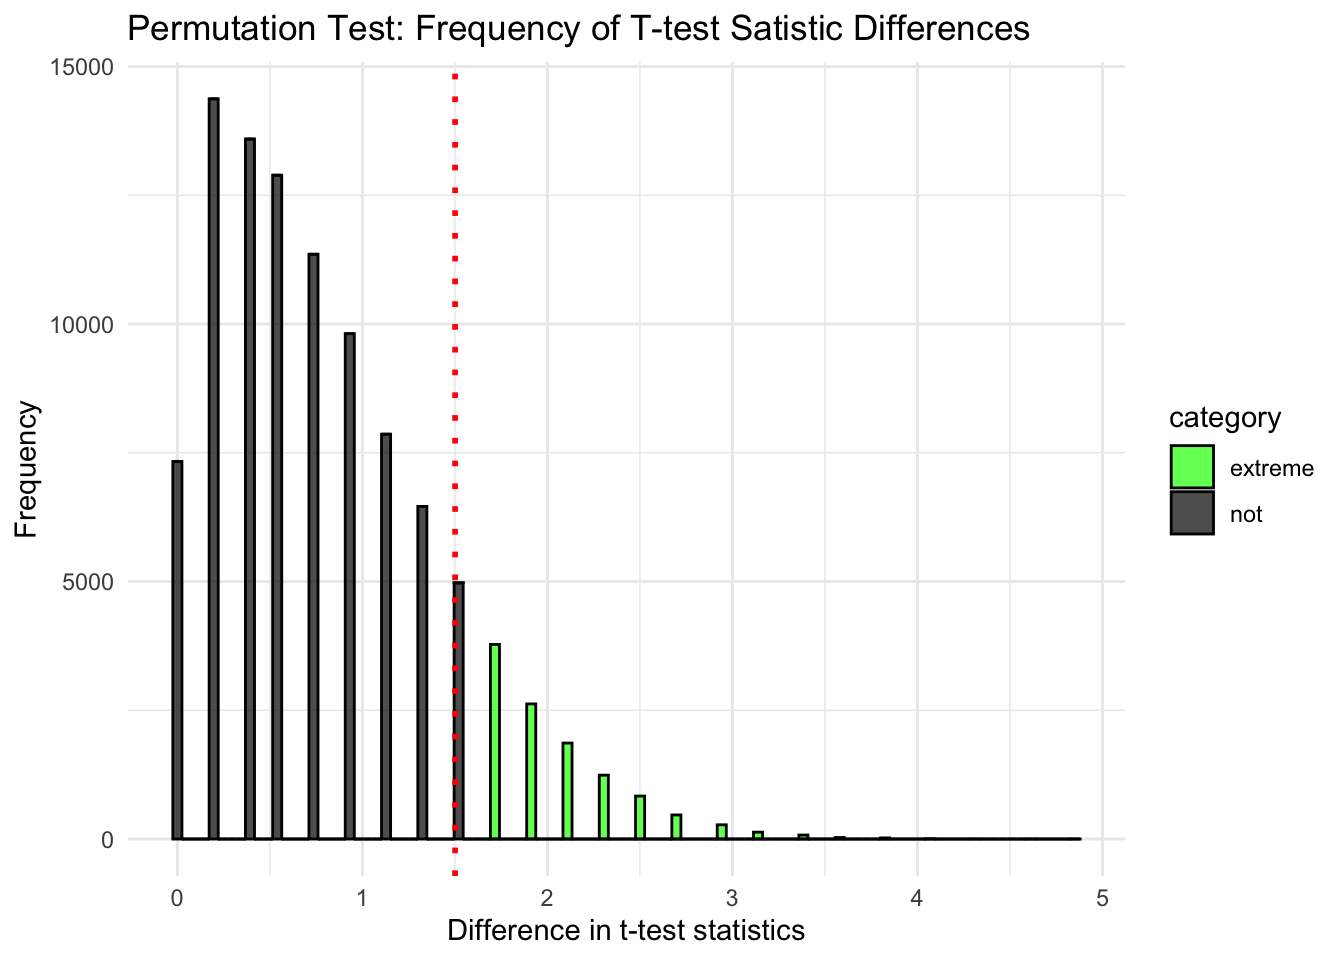 Permutation Test: Frequency of T-test Satistic Differences
15000
10000
5000
0
Frequency
0 1 2 3 4 5
Difference in t-test statistics
category
extreme
not